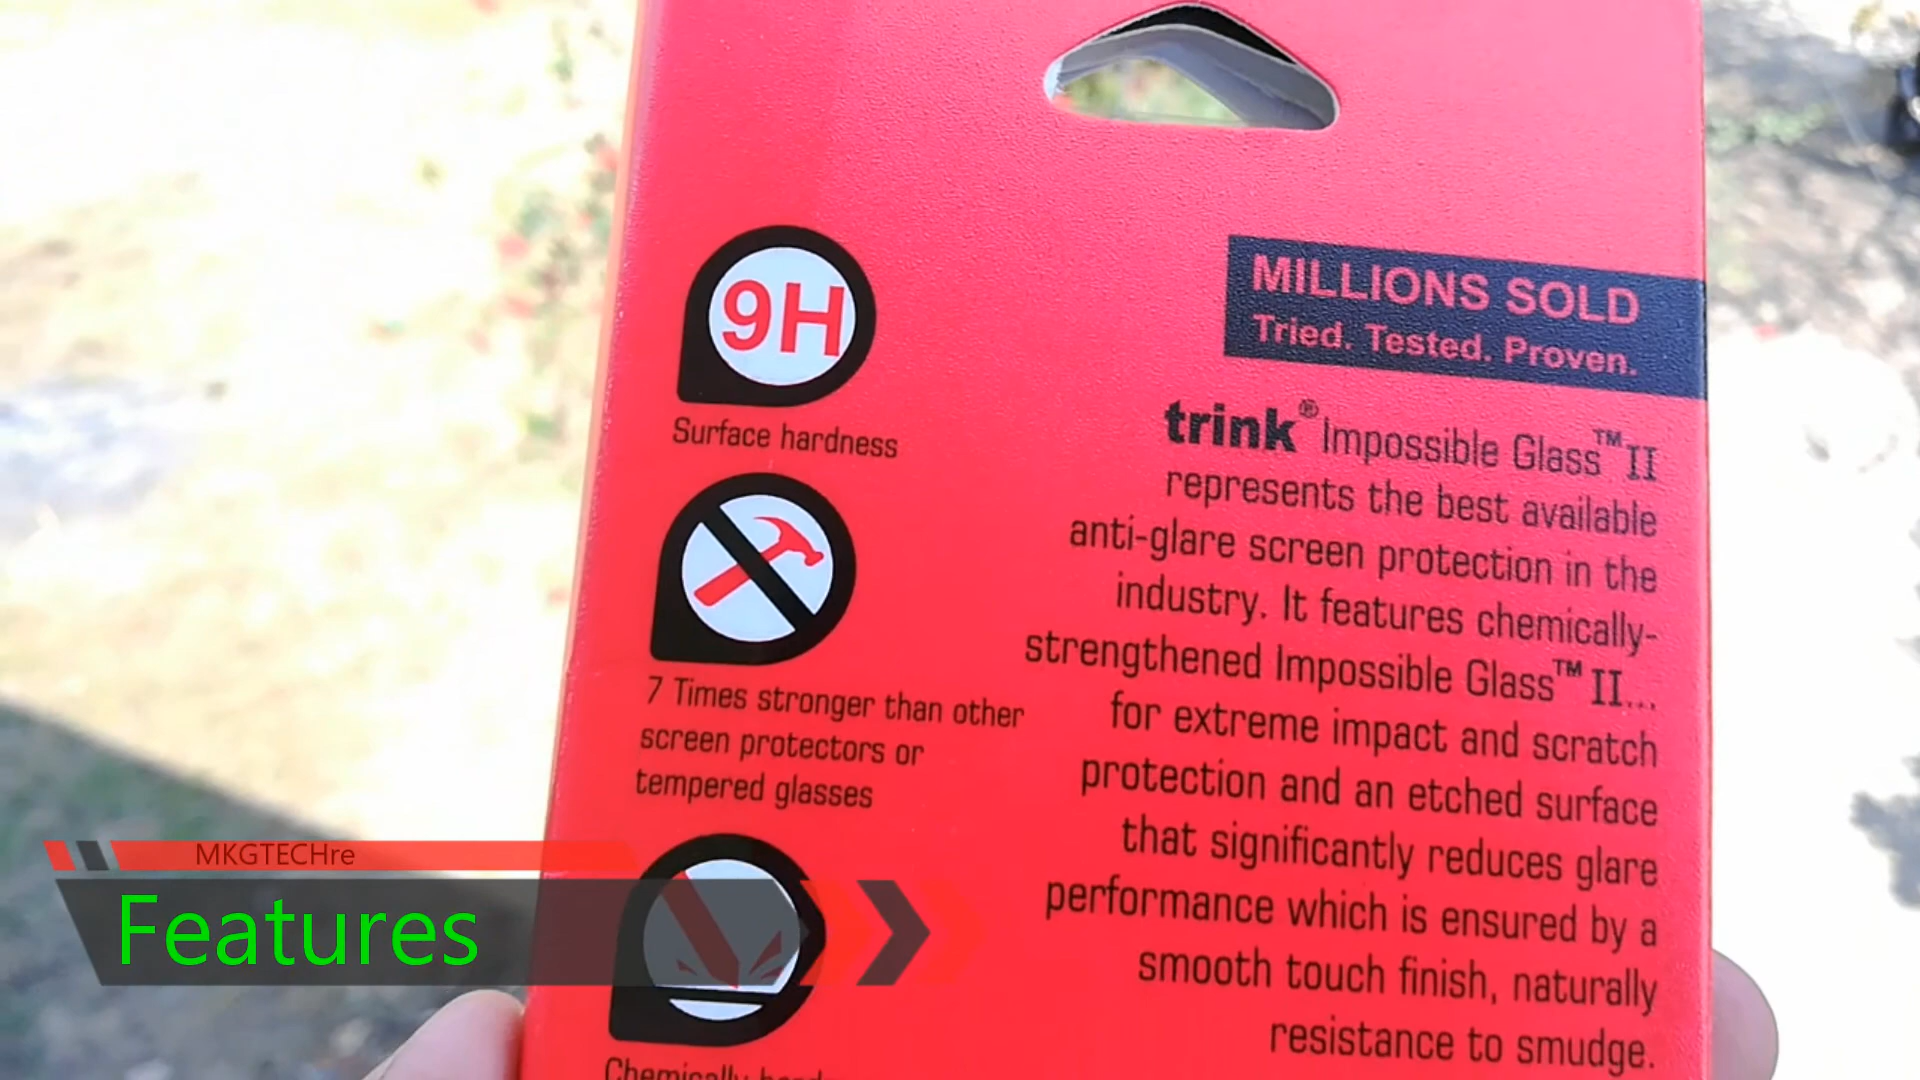 9H
Surface hardness
7 Times stronger than other
screen protectors or
tempered glasses
Chemically
MILLIONS SOLD
Tried. Tested. Proven.
trink® Impossible Glass™ II
represents the best available
anti-glare screen protection in the
industry. It features chemically-
strengthened Impossible Glass™ II...
for extreme impact and scratch
protection and an etched surface
that significantly reduces glare
performance which is ensured by a
smooth touch finish, naturally
resistance to smudge.
MKGTECHre
Features